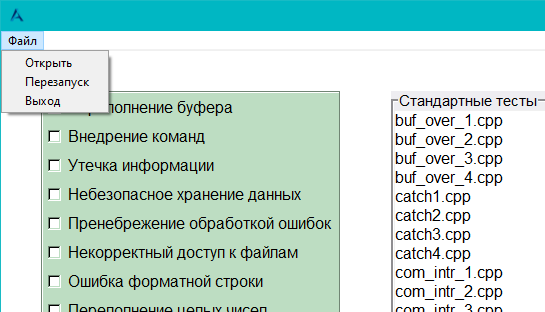 Файл
Открыть
Перезапуск
Выход
Переполнение буфера
Внедрение команд
Утечка информации
Небезопасное хранение данных
Пренебрежение обработкой ошибок
Некорректный доступ к файлам
Ошибка форматной строки
Переполнение целых чисел
Стандартные тесты
buf_over_1.cpp
buf_over_2.cpp
buf_over_3.cpp
buf_over_4.cpp
catch1.cpp
catch2.cpp
catch3.cpp
catch4.cpp
com_intr_1.cpp
com_intr_2.cpp
com_intr_3.cpp